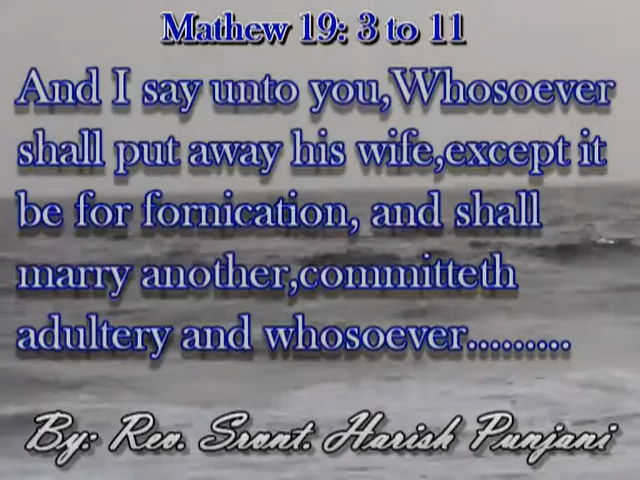 Mathew 19: 3 to 11
And I say unto you,Whosoever
shall put away his wife,except it
be for fornication, and shall
marry another,committeth
adultery and whosoever.........
By: Rev. Srvnt. Harish Punjani